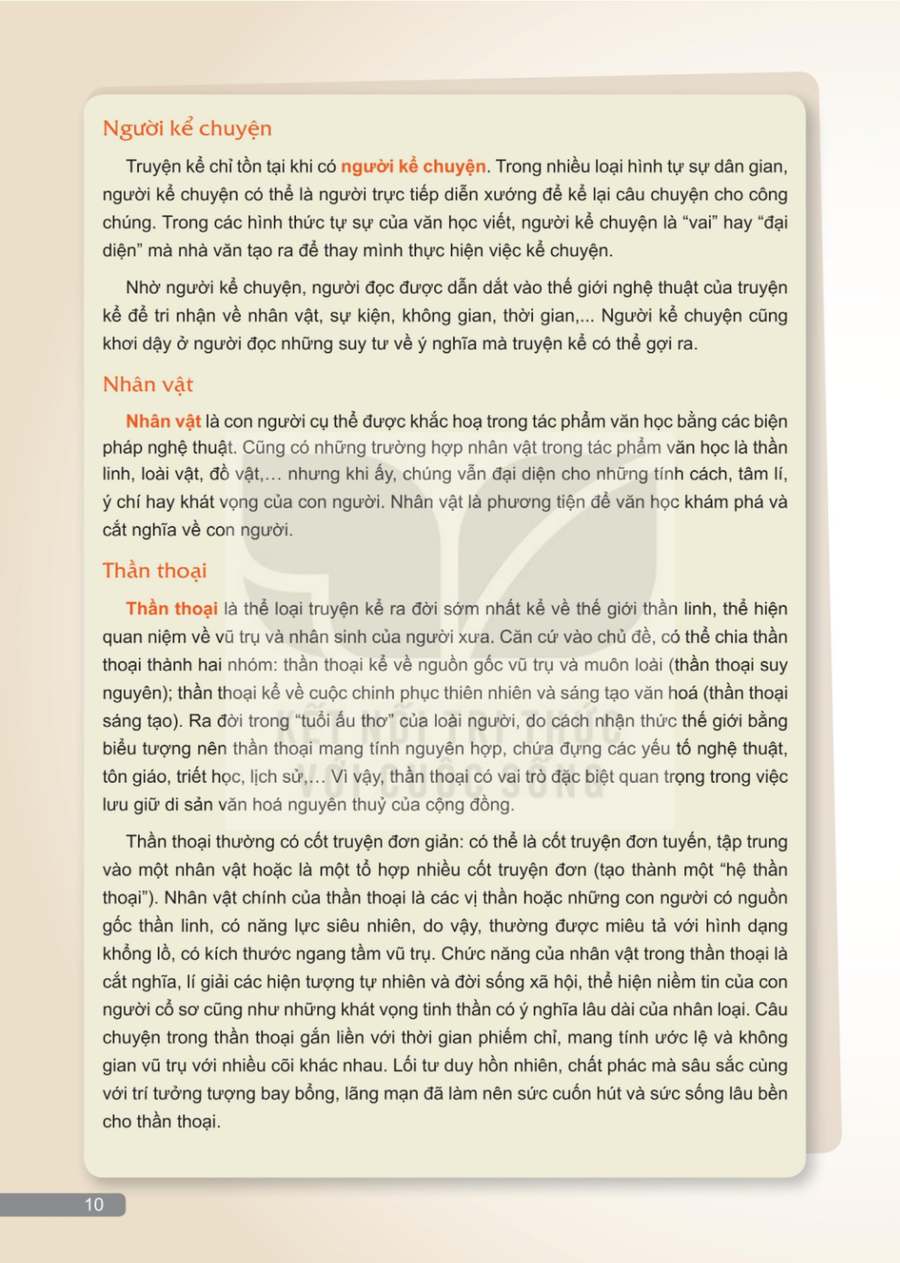 Người kể chuyện
Truyện kể chỉ tồn tại khi có người kể chuyện. Trong nhiều loại hình tự sự dân gian,
người kể chuyện có thể là người trực tiếp diễn xướng để kể lại câu chuyện cho công
chúng. Trong các hình thức tự sự của văn học viết, người kể chuyện là “vai” hay “đại
diện” mà nhà văn tạo ra để thay mình thực hiện việc kể chuyện.
Nhờ người kể chuyện, người đọc được dẫn dắt vào thế giới nghệ thuật của truyện
kể để tri nhận về nhân vật, sự kiện, không gian, thời gian,... Người kể chuyện cũng
khơi dậy ở người đọc những suy tư về ý nghĩa mà truyện kể có thể gợi ra.
Nhân vật
Nhân vật là con người cụ thể được khắc hoạ trong tác phẩm văn học bằng các biện
pháp nghệ thuật. Cũng có những trường hợp nhân vật trong tác phẩm văn học là thần
linh, loài vật, đồ vật,… nhưng khi ấy, chúng vẫn đại diện cho những tính cách, tâm lí,
ý chí hay khát vọng của con người. Nhân vật là phương tiện để văn học khám phá và
cắt nghĩa về con người.
Thần thoại
Thần thoại là thể loại truyện kể ra đời sớm nhất kể về thế giới thần linh, thể hiện
quan niệm về vũ trụ và nhân sinh của người xưa. Căn cứ vào chủ đề, có thể chia thần
thoại thành hai nhóm: thần thoại kể về nguồn gốc vũ trụ và muôn loài (thần thoại suy
nguyên); thần thoại kể về cuộc chinh phục thiên nhiên và sáng tạo văn hoá (thần thoại
sáng tạo). Ra đời trong “tuổi ấu thơ” của loài người, do cách nhận thức thế giới bằng
biểu tượng nên thần thoại mang tính nguyên hợp, chứa đựng các yếu tố nghệ thuật,
tôn giáo, triết học, lịch sử,… Vì vậy, thần thoại có vai trò đặc biệt quan trọng trong việc
lưu giữ di sản văn hoá nguyên thuỷ của cộng đồng.
KẾT NỐI TRI THỨC
VỚI CUỘC SỐNG
Thần thoại thường có cốt truyện đơn giản: có thể là cốt truyện đơn tuyến, tập trung
vào một nhân vật hoặc là một tổ hợp nhiều cốt truyện đơn (tạo thành một “hệ thần
thoại”). Nhân vật chính của thần thoại là các vị thần hoặc những con người có nguồn
gốc thần linh, có năng lực siêu nhiên, do vậy, thường được miêu tả với hình dạng
khổng lồ, có kích thước ngang tầm vũ trụ. Chức năng của nhân vật trong thần thoại là
cắt nghĩa, lí giải các hiện tượng tự nhiên và đời sống xã hội, thể hiện niềm tin của con
người cổ sơ cũng như những khát vọng tinh thần có ý nghĩa lâu dài của nhân loại. Câu
chuyện trong thần thoại gắn liền với thời gian phiếm chỉ, mang tính ước lệ và không
gian vũ trụ với nhiều cõi khác nhau. Lối tư duy hồn nhiên, chất phác mà sâu sắc cùng
với trí tưởng tượng bay bổng, lãng mạn đã làm nên sức cuốn hút và sức sống lâu bền
cho thần thoại.
10